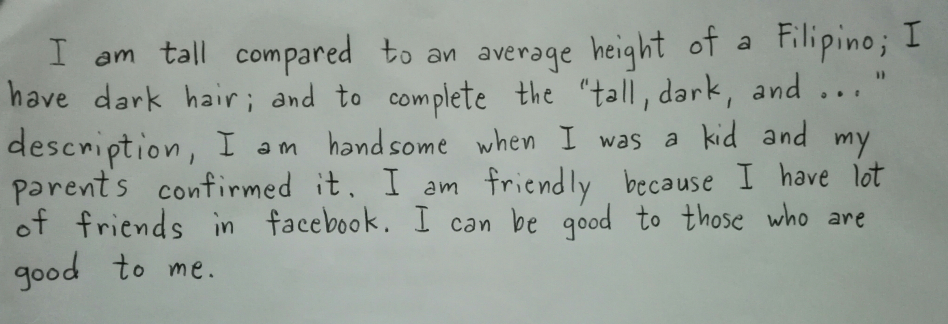 I am tall compared to an average height of a Filipino; I
have dark hair; and to complete the "tall, dark, and ..."
description, I am handsome when I was a kid and my
parents confirmed it. I am friendly because I have lot
of friends in facebook. I can be good to those who are
good to me.